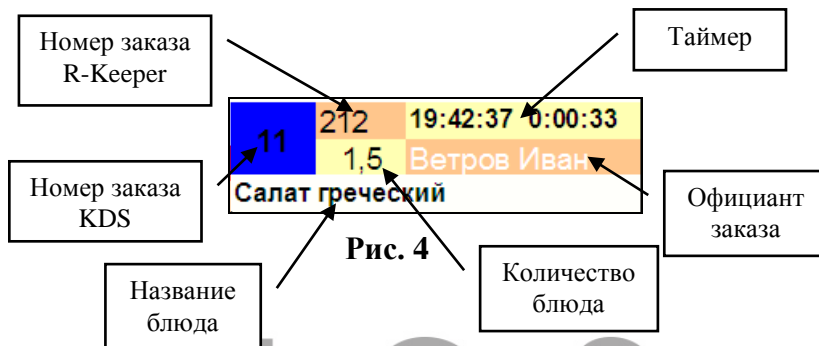 Номер заказа
R-Keeper
Таймер
212
19:42:37 0:00:33
11
1,5
Ветров Иван
Салат греческий
Номер заказа
KDS
Официант
заказа
Рис. 4
Название
блюда
Количество
блюда